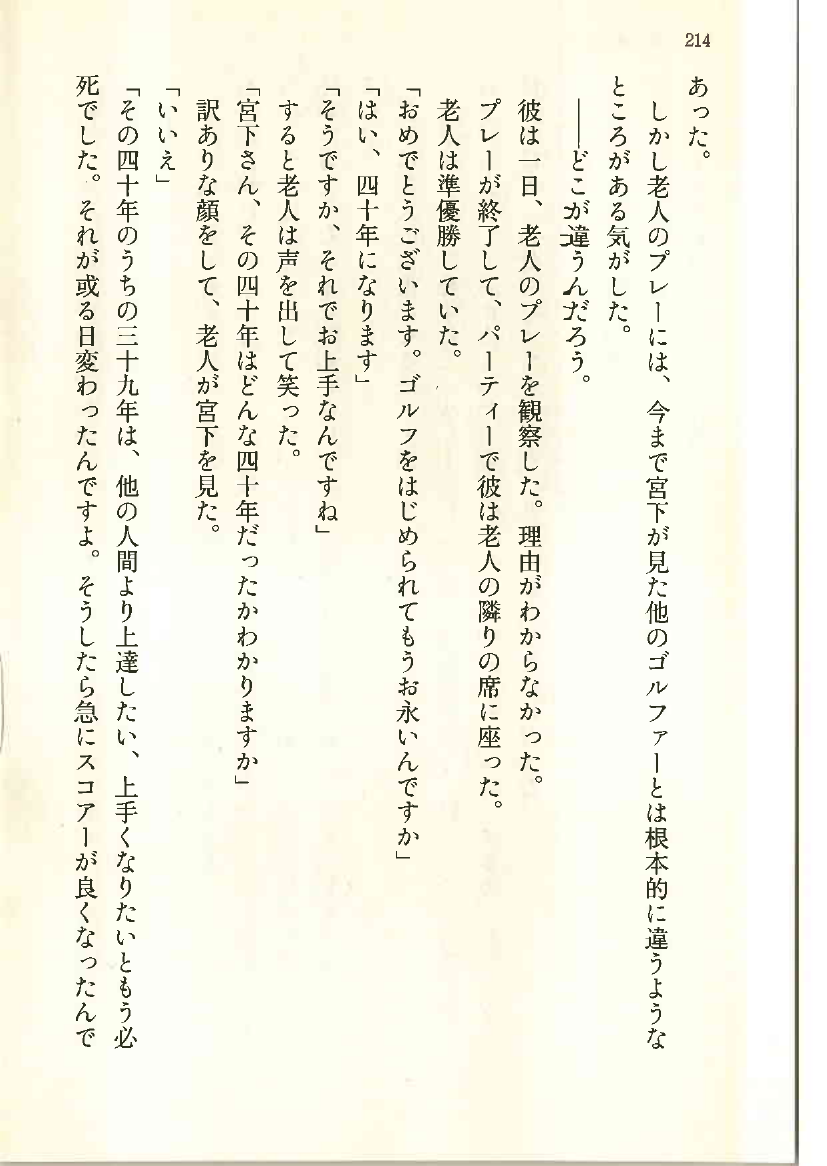 214
あった。
しかし老人のプレーには、今まで宮下が見た他のゴルファーとは根本的に違うような
ところがある気がした。
――どこが違うんだろう。
彼は一日、老人のプレーを観察した。理由がわからなかった。
プレーが終了して、パーティーで彼は老人の隣りの席に座った。
老人は準優勝していた。
「おめでとうございます。ゴルフをはじめられてもうお永いんですか」
「はい、四十年になります」
「そうですか、それでお上手なんですね」
すると老人は声を出して笑った。
「宮下さん、その四十年はどんな四十年だったかわかりますか」
訳ありな顔をして、老人が宮下を見た。
「いいえ」
「その四十年のうちの三十九年は、他の人間より上達したい、上手くなりたいともう必
死でした。それが或る日変わったんですよ。そうしたら急にスコアーが良くなったんで